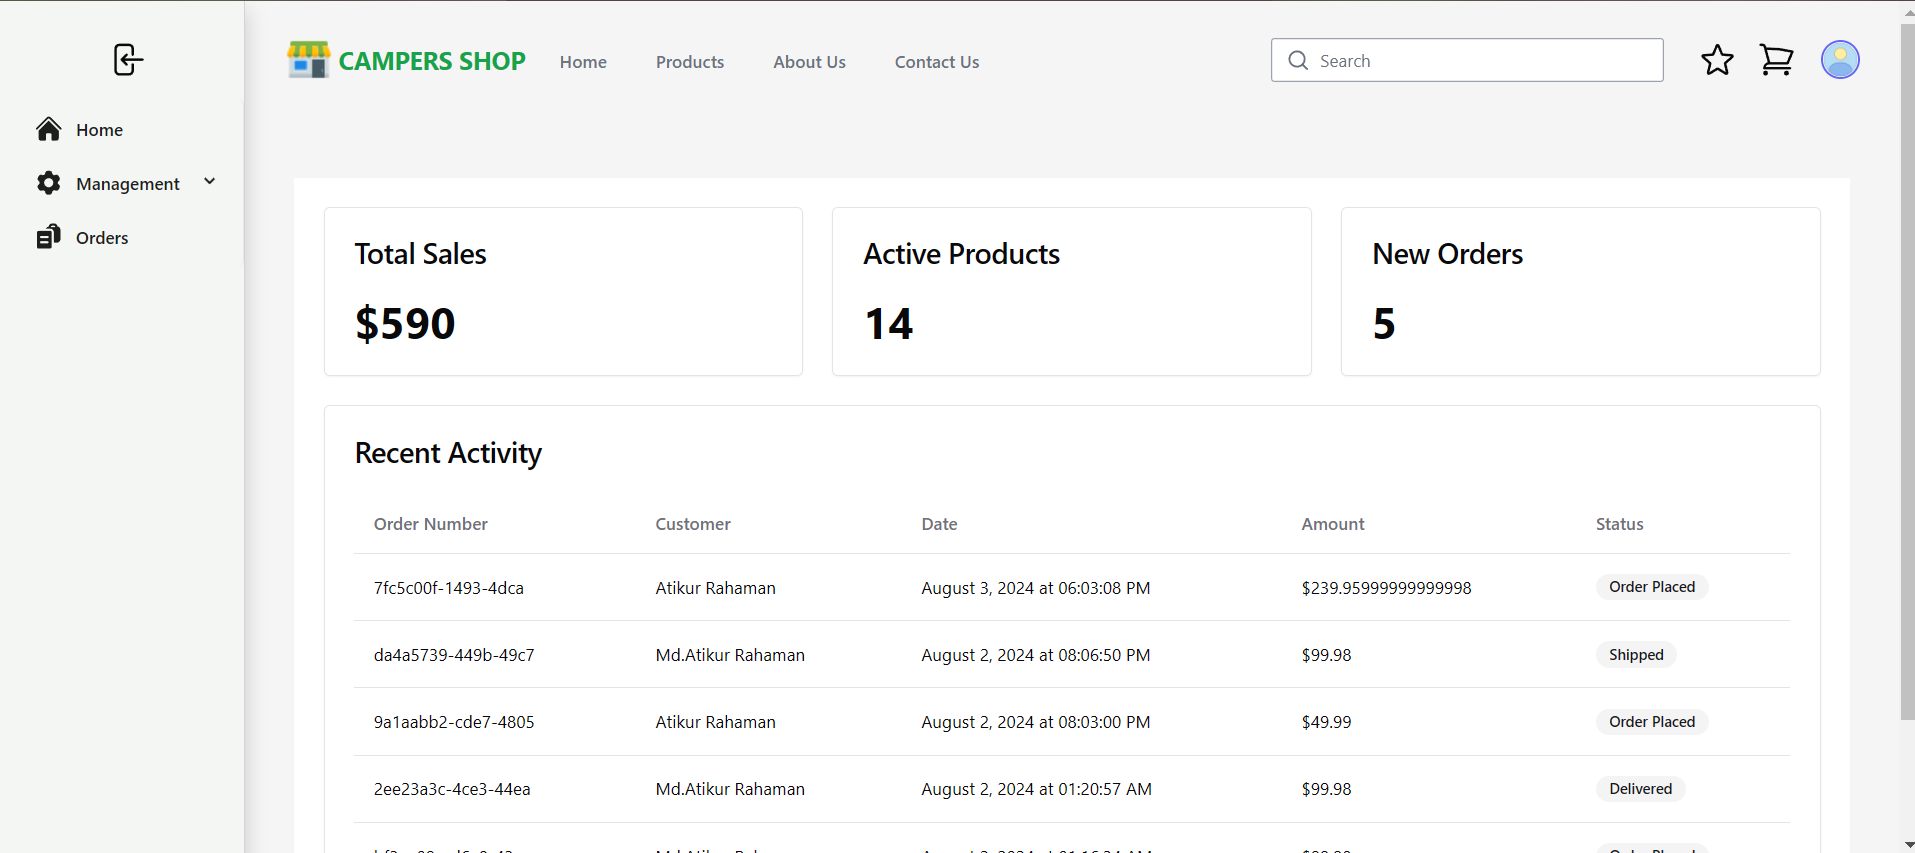 CAMPERS SHOP Home Products About Us Contact Us Search
Home
Management
Orders
Total Sales Active Products New Orders
$590 14 5
Recent Activity
Order Number Customer Date Amount Status
7fc5c00f-1493-4dca Atikur Rahaman August 3, 2024 at 06:03:08 PM $239.95999999999998 Order Placed
da4a5739-449b-49c7 Md.Atikur Rahaman August 2, 2024 at 08:06:50 PM $99.98 Shipped
9a1aabb2-cde7-4805 Atikur Rahaman August 2, 2024 at 08:03:00 PM $49.99 Order Placed
2ee23a3c-4ce3-44ea Md.Atikur Rahaman August 2, 2024 at 01:20:57 AM $99.98 Delivered